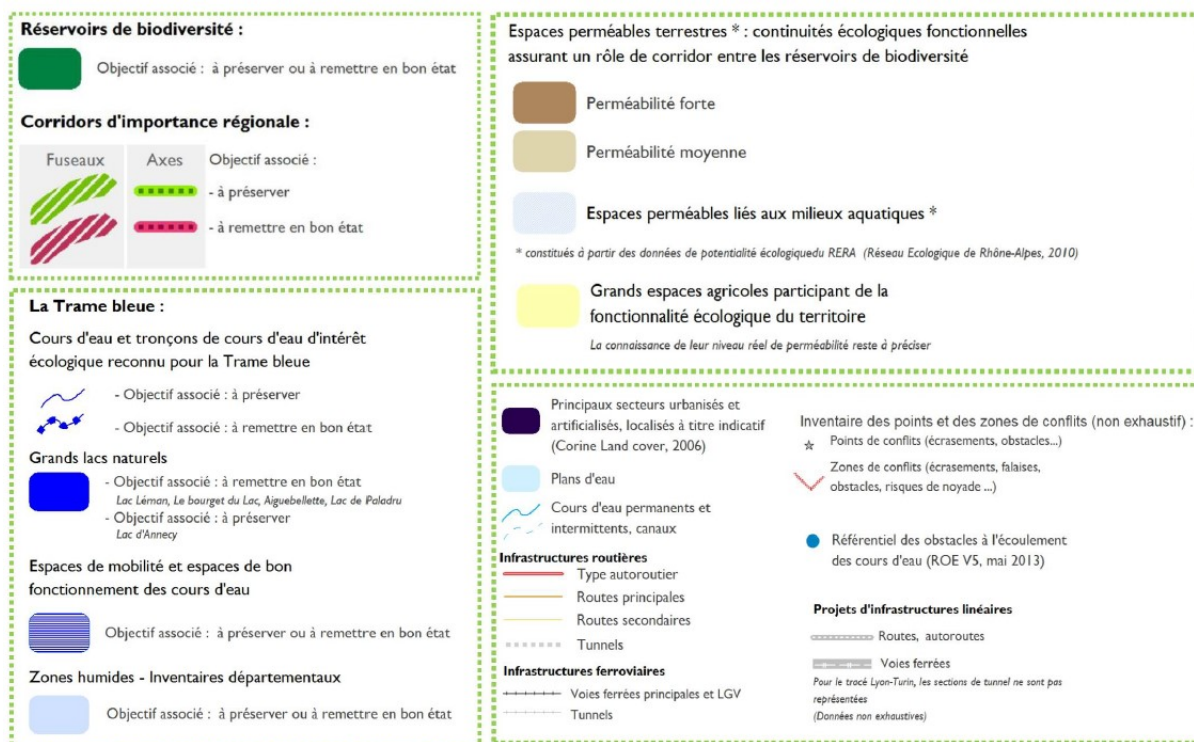 Réservoirs de biodiversité :
Objectif associé : à préserver ou à remettre en bon état
Corridors d'importance régionale :
Fuseaux
Axes
Objectif associé :
- à préserver
- à remettre en bon état
La Trame bleue :
Cours d'eau et tronçons de cours d'eau d'intérêt
écologique reconnu pour la Trame bleue
- Objectif associé : à préserver
- Objectif associé : à remettre en bon état
Grands lacs naturels
- Objectif associé : à remettre en bon état
Lac Léman, Le bourget du Lac, Aiguebellette, Lac de Paladru
- Objectif associé : à préserver
Lac d'Annecy
Espaces de mobilité et espaces de bon
fonctionnement des cours d'eau
Objectif associé : à préserver ou à remettre en bon état
Zones humides - Inventaires départementaux
Objectif associé : à préserver ou à remettre en bon état
Espaces perméables terrestres * : continuités écologiques fonctionnelles
assurant un rôle de corridor entre les réservoirs de biodiversité
Perméabilité forte
Perméabilité moyenne
Espaces perméables liés aux milieux aquatiques *
* constitués à partir des données de potentialité écologiquedu RERA (Réseau Ecologique de Rhône-Alpes, 2010)
Grands espaces agricoles participant de la
fonctionnalité écologique du territoire
La connaissance de leur niveau réel de perméabilité reste à préciser
Principaux secteurs urbanisés et
artificialisés, localisés à titre indicatif
(Corine Land cover, 2006)
Plans d'eau
Cours d'eau permanents et
intermittents, canaux
Infrastructures routières
Type autoroutier
Routes principales
Routes secondaires
Tunnels
Infrastructures ferroviaires
Voies ferrées principales et LGV
Tunnels
Inventaire des points et des zones de conflits (non exhaustif) :
Points de conflits (écrasements, obstacles...)
Zones de conflits (écrasements, falaises,
obstacles, risques de noyade ...)
Référentiel des obstacles à l'écoulement
des cours d'eau (ROE V5, mai 2013)
Projets d'infrastructures linéaires
Routes, autoroutes
Voies ferrées
Pour le tracé Lyon-Turin, les sections de tunnel ne sont pas
représentées
(Données non exhaustives)